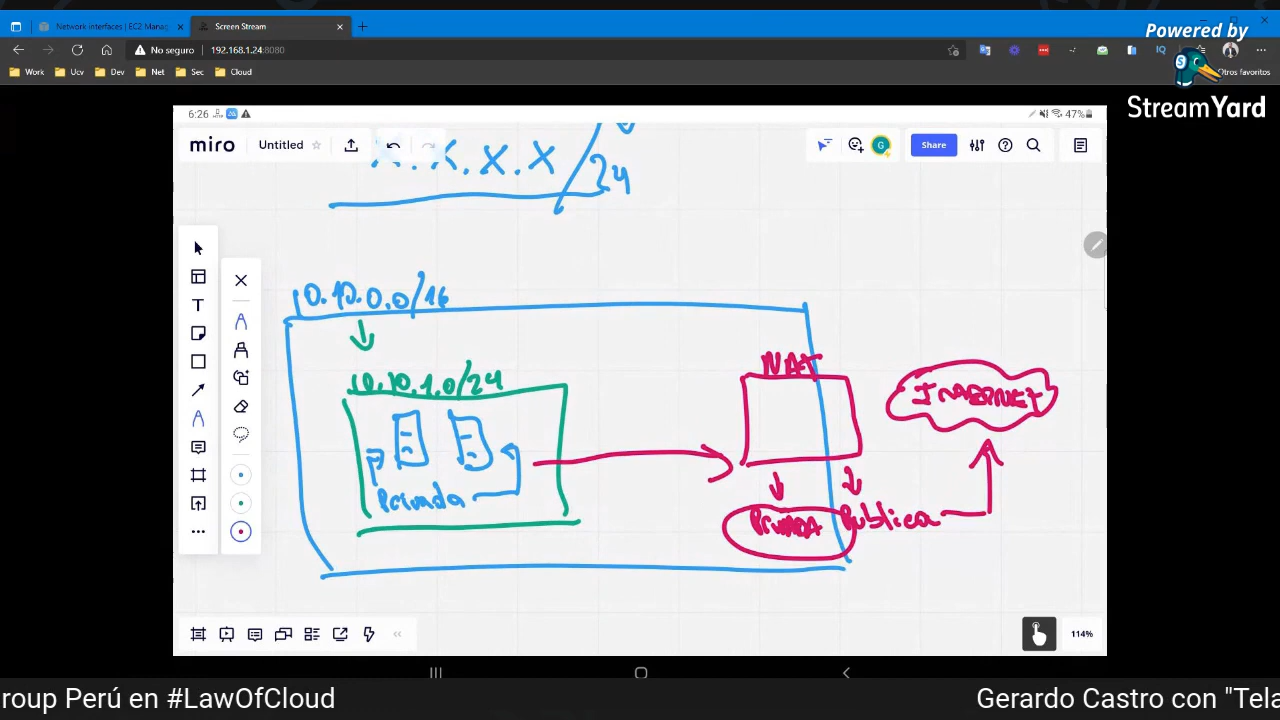 Network interfaces | EC2 Manag
Screen Stream
Powered by
No seguro
192.168.1.24:8080
Work
Ucv
Dev
Net
Sec
Cloud
Otros favoritos
StreamYard
6:26
47%
miro
Untitled
Share
X.X.X.X/24
10.10.0.0/16
10.10.1.0/24
NAT
INTERNET
Privada
PRIVADA
Publica
114%
roup Perú en #LawOfCloud
Gerardo Castro con "Tela